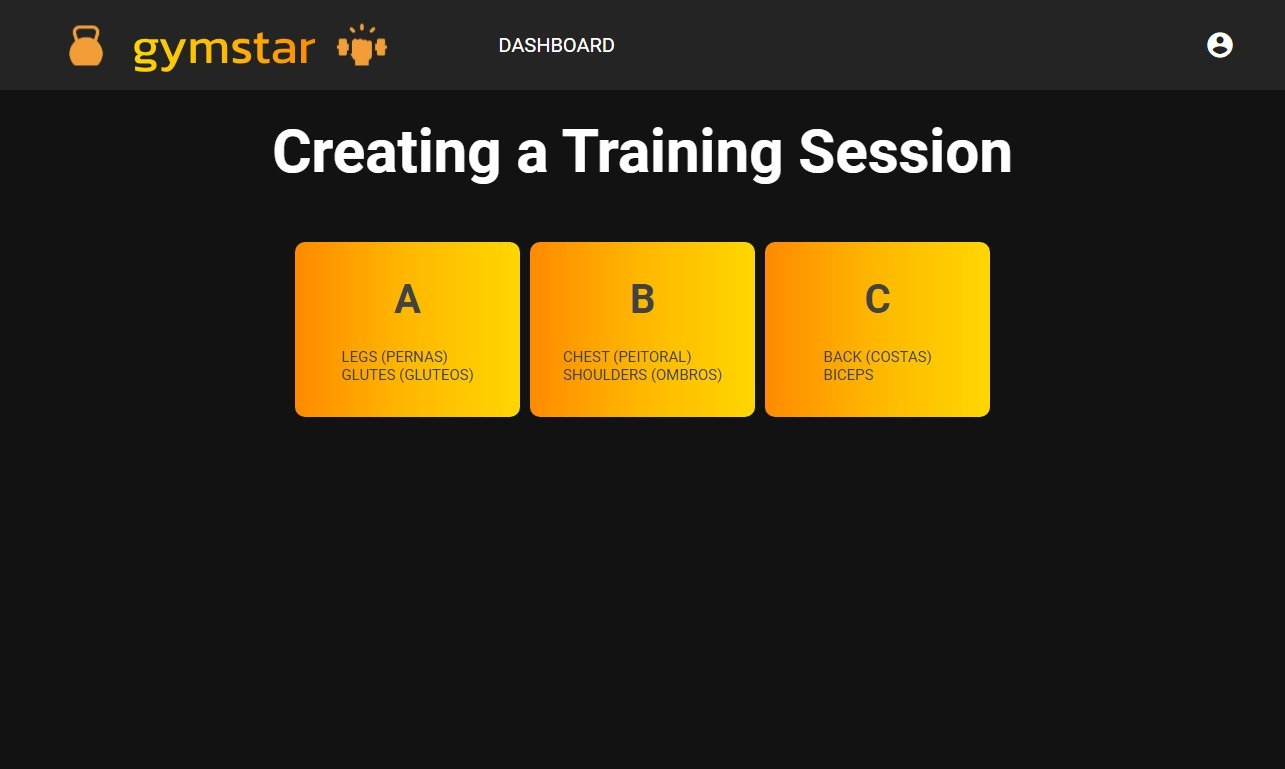 gymstar
DASHBOARD
Creating a Training Session
A
LEGS (PERNAS)
GLUTES (GLUTEOS)
B
CHEST (PEITORAL)
SHOULDERS (OMBROS)
C
BACK (COSTAS)
BICEPS